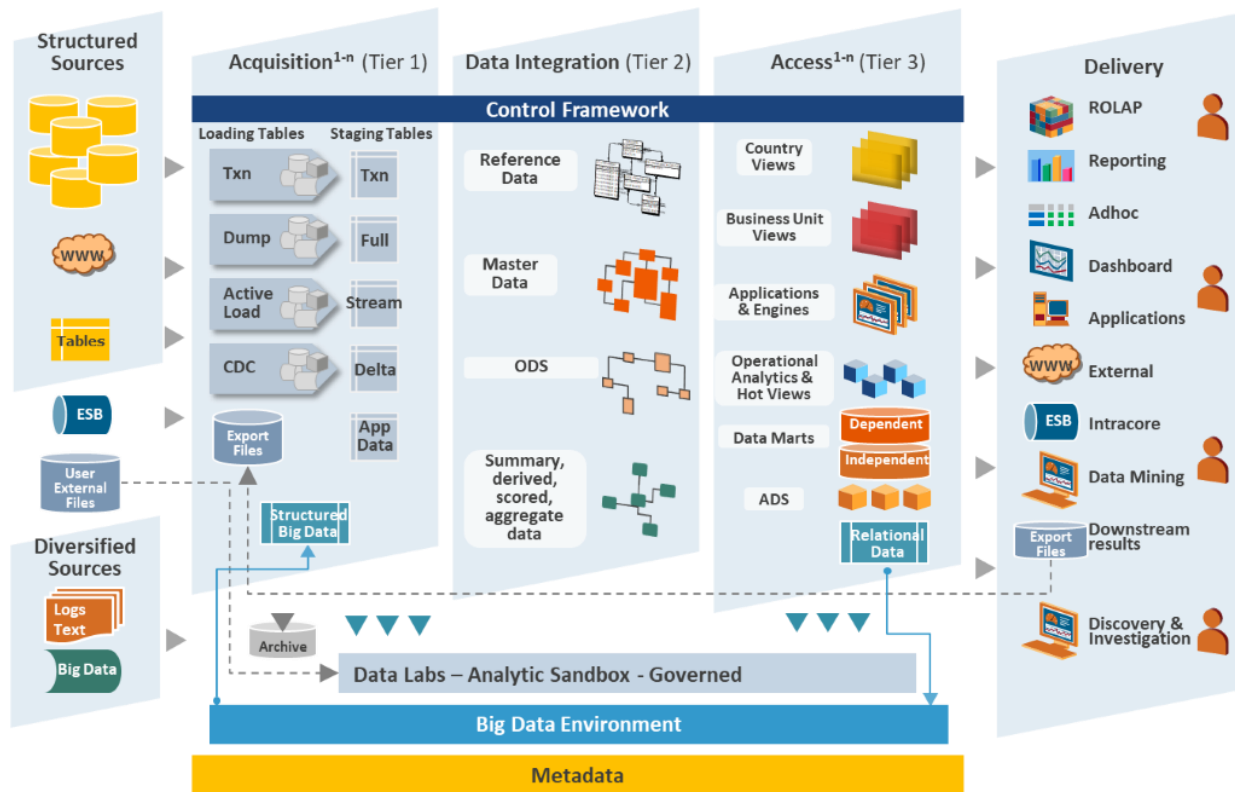 Structured
Sources
WWW
Tables
ESB
User
External
Files
Diversified
Sources
Logs
Text
Big Data
Acquisition1-n (Tier 1)
Data Integration (Tier 2)
Access1-n (Tier 3)
Control Framework
Loading Tables
Staging Tables
Txn
Txn
Dump
Full
Active
Load
Stream
CDC
Delta
Export
Files
App
Data
Structured
Big Data
Archive
Reference
Data
Master
Data
ODS
Summary,
derived,
scored,
aggregate
data
Country
Views
Business Unit
Views
Applications
& Engines
Operational
Analytics &
Hot Views
Data Marts
Dependent
Independent
ADS
Relational
Data
Data Labs – Analytic Sandbox - Governed
Big Data Environment
Metadata
Delivery
ROLAP
Reporting
Adhoc
Dashboard
Applications
WWW
External
ESB
Intracore
Data Mining
Export
Files
Downstream
results
Discovery &
Investigation